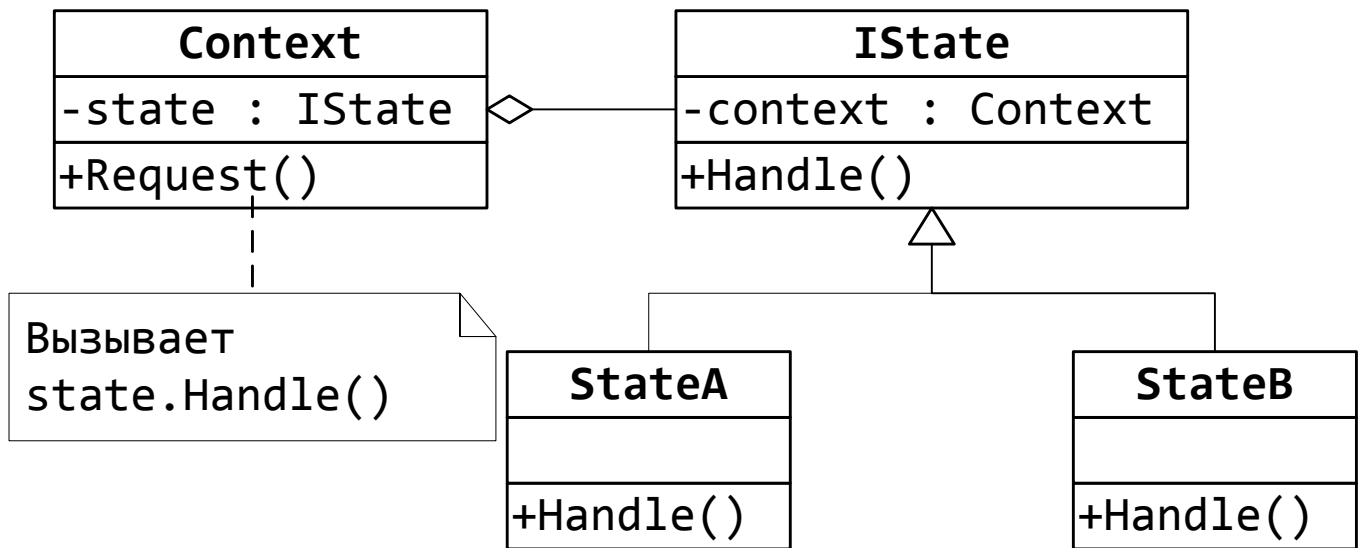 Context
-state : IState
+Request()
IState
-context : Context
+Handle()
Вызывает
state.Handle()
StateA
+Handle()
StateB
+Handle()